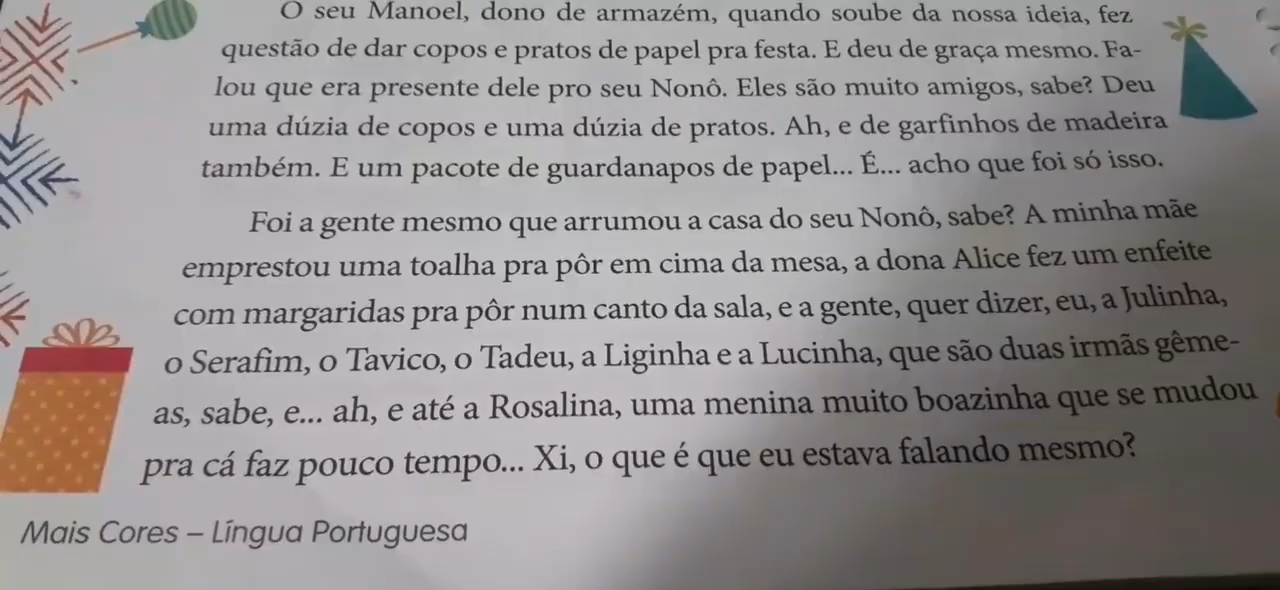 O seu Manoel, dono de armazém, quando soube da nossa ideia, fez
questão de dar copos e pratos de papel pra festa. E deu de graça mesmo. Fa-
lou que era presente dele pro seu Nonô. Eles são muito amigos, sabe? Deu
uma dúzia de copos e uma dúzia de pratos. Ah, e de garfinhos de madeira
também. E um pacote de guardanapos de papel... É... acho que foi só isso.
Foi a gente mesmo que arrumou a casa do seu Nonô, sabe? A minha mãe
emprestou uma toalha pra pôr em cima da mesa, a dona Alice fez um enfeite
com margaridas pra pôr num canto da sala, e a gente, quer dizer, eu, a Julinha,
o Serafim, o Tavico, o Tadeu, a Liginha e a Lucinha, que são duas irmãs gême-
as, sabe, e... ah, e até a Rosalina, uma menina muito boazinha que se mudou
pra cá faz pouco tempo... Xi, o que é que eu estava falando mesmo?
Mais Cores – Língua Portuguesa